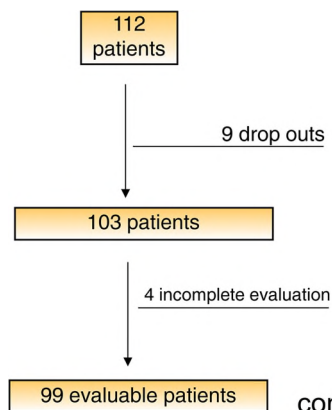 112
patients
9 drop outs
103 patients
4 incomplete evaluation
99 evaluable patients